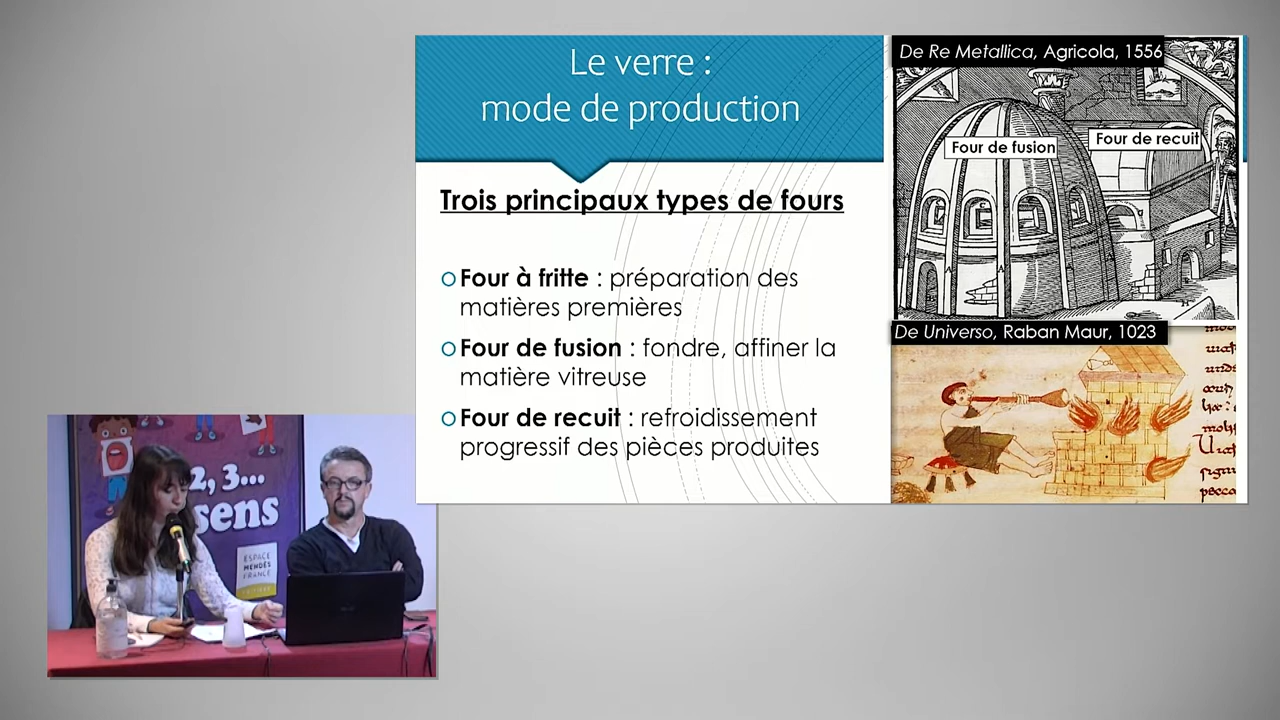 Le verre :
mode de production
Trois principaux types de fours
Four à fritte : préparation des
matières premières
Four de fusion : fondre, affiner la
matière vitreuse
Four de recuit : refroidissement
progressif des pièces produites
De Re Metallica, Agricola, 1556
Four de fusion
Four de recuit
De Universo, Raban Maur, 1023
2, 3...
sens
ESPACE
MENDÈS
FRANCE
POITIERS